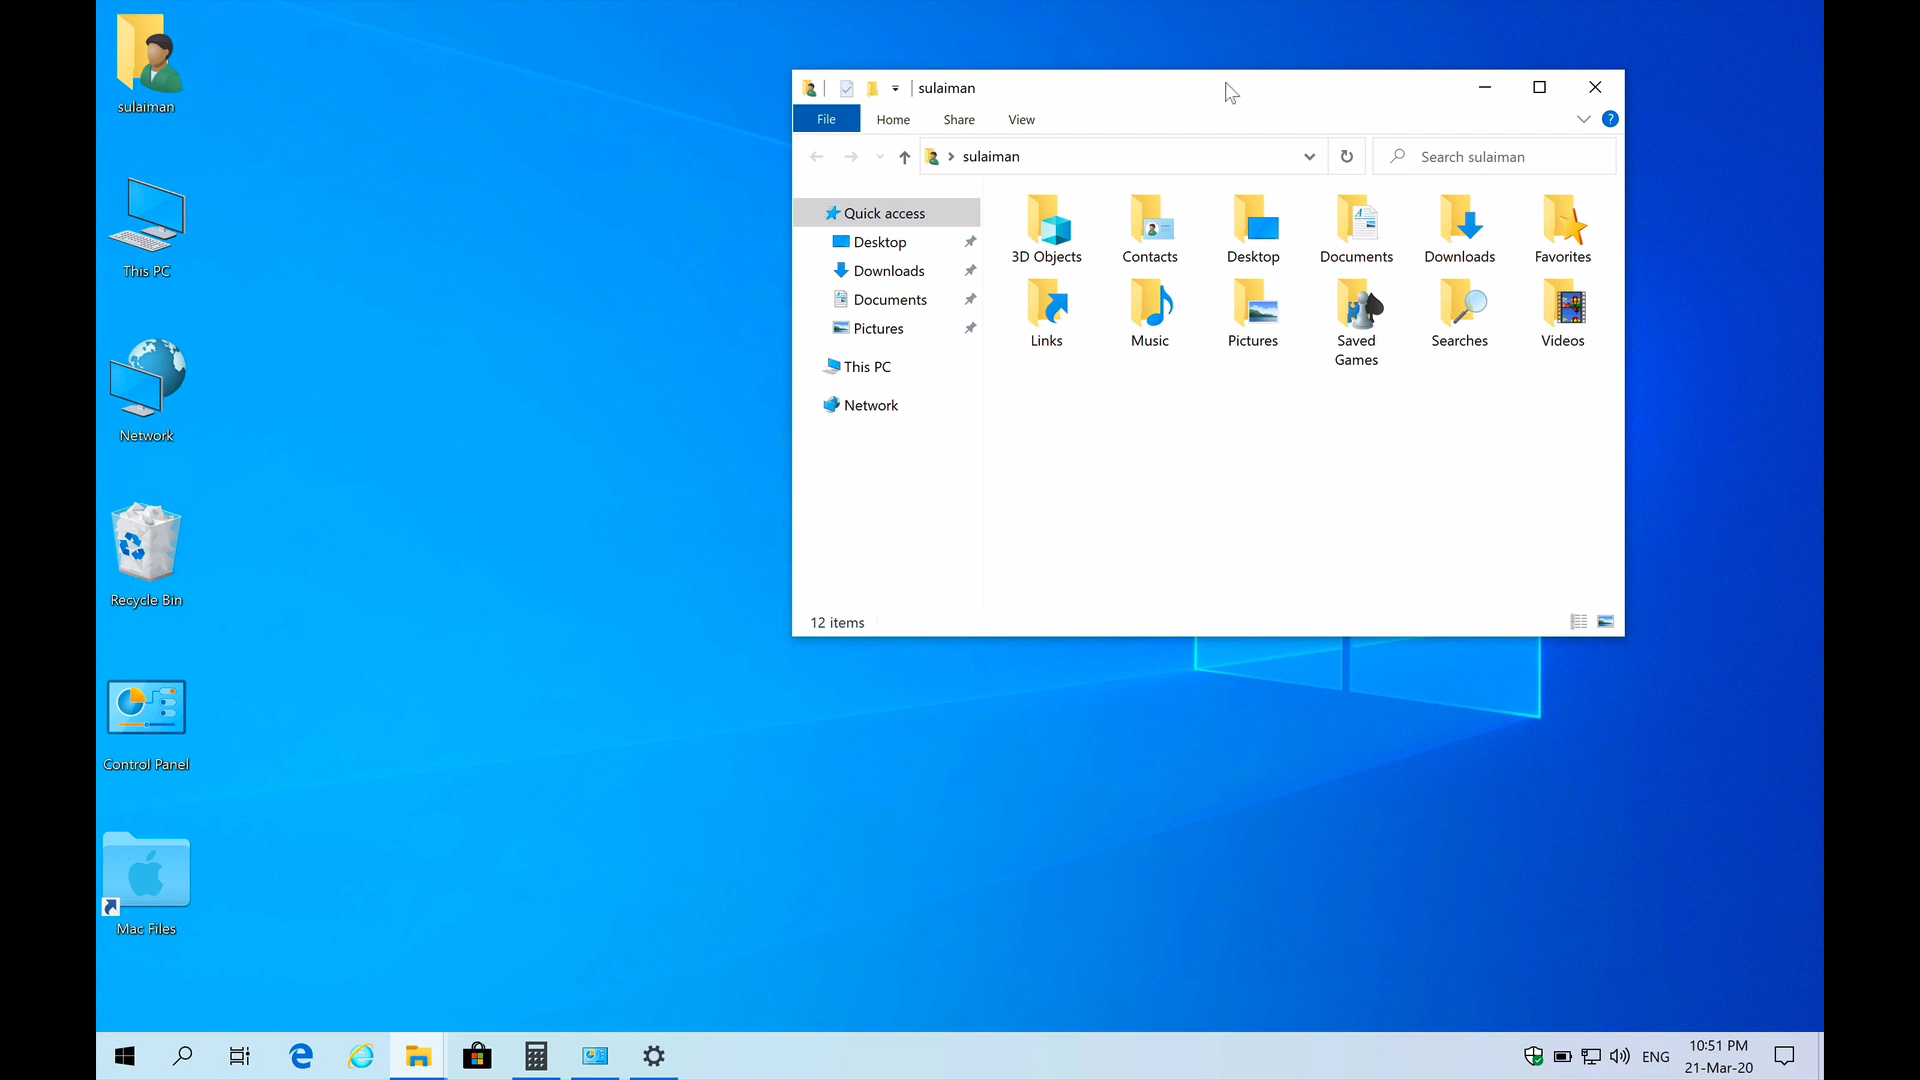 sulaiman
This PC
Network
Recycle Bin
Control Panel
Mac Files
sulaiman
File Home Share View
?
sulaiman
Search sulaiman
Quick access
Desktop
Downloads
Documents
Pictures
This PC
Network
3D Objects Contacts Desktop Documents Downloads Favorites
Links Music Pictures Saved Games Searches Videos
12 items
ENG
10:51 PM
21-Mar-20